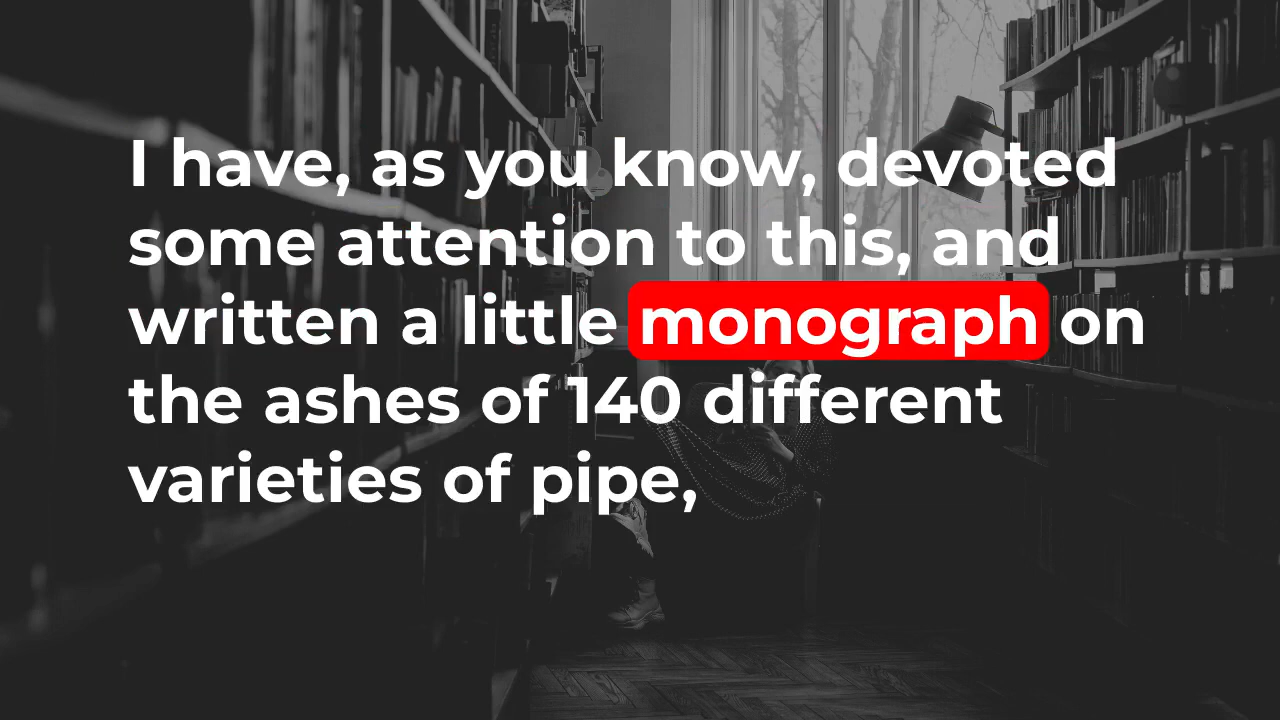 I have, as you know, devoted
some attention to this, and
written a little monograph on
the ashes of 140 different
varieties of pipe,